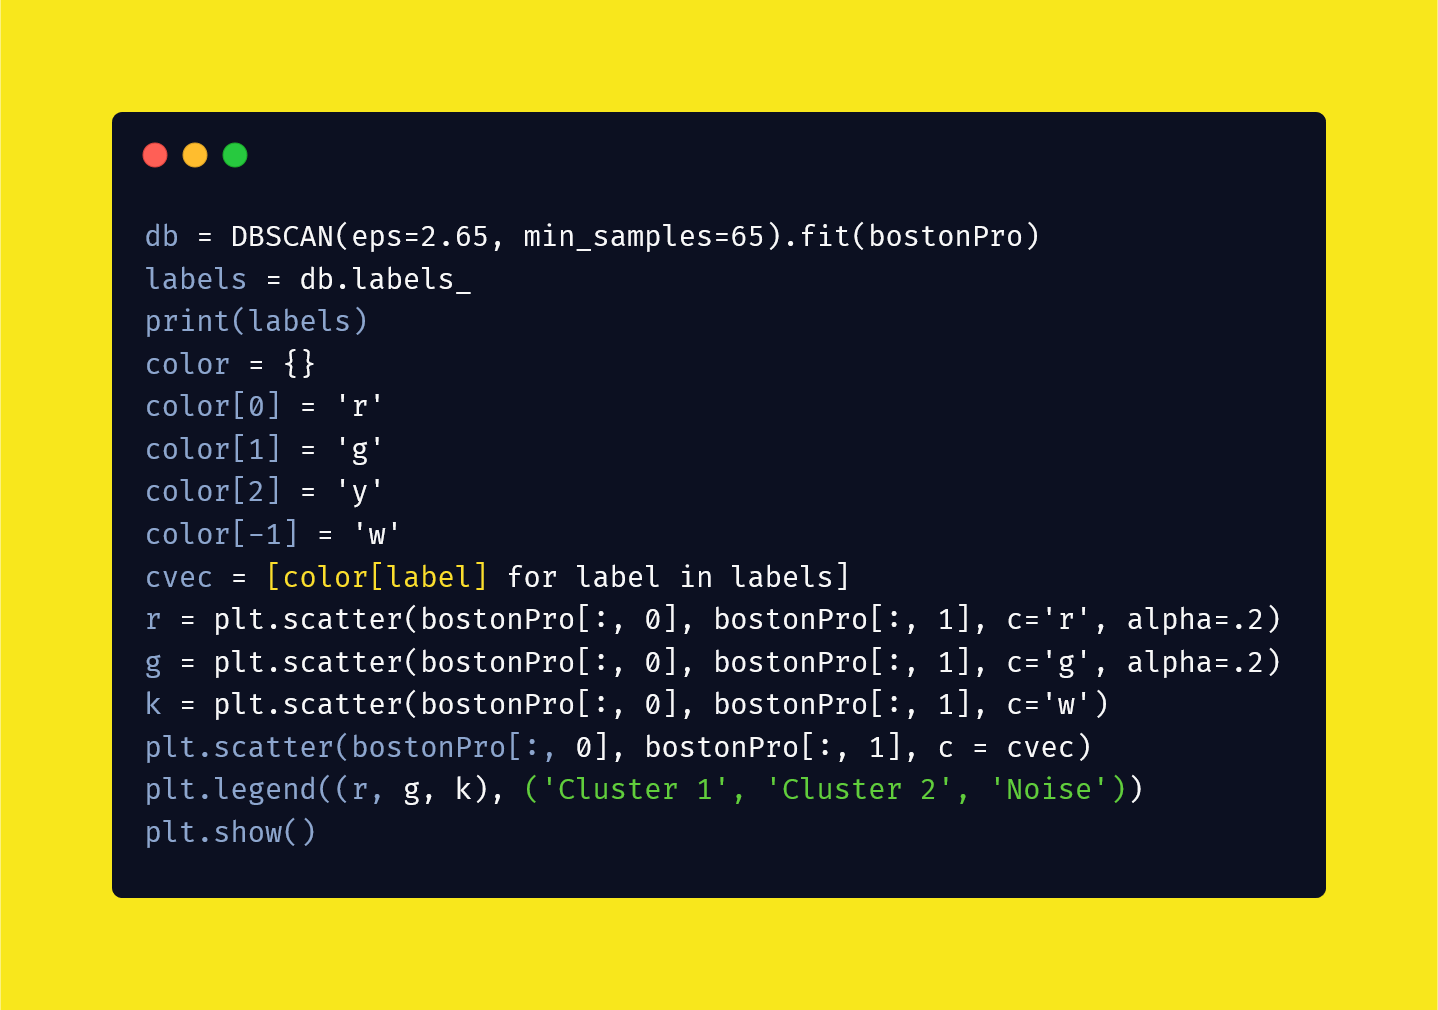 db = DBSCAN(eps=2.65, min_samples=65).fit(bostonPro)
labels = db.labels_
print(labels)
color = {}
color[0] = 'r'
color[1] = 'g'
color[2] = 'y'
color[-1] = 'w'
cvec = [color[label] for label in labels]
r = plt.scatter(bostonPro[:, 0], bostonPro[:, 1], c='r', alpha=.2)
g = plt.scatter(bostonPro[:, 0], bostonPro[:, 1], c='g', alpha=.2)
k = plt.scatter(bostonPro[:, 0], bostonPro[:, 1], c='w')
plt.scatter(bostonPro[:, 0], bostonPro[:, 1], c = cvec)
plt.legend((r, g, k), ('Cluster 1', 'Cluster 2', 'Noise'))
plt.show()